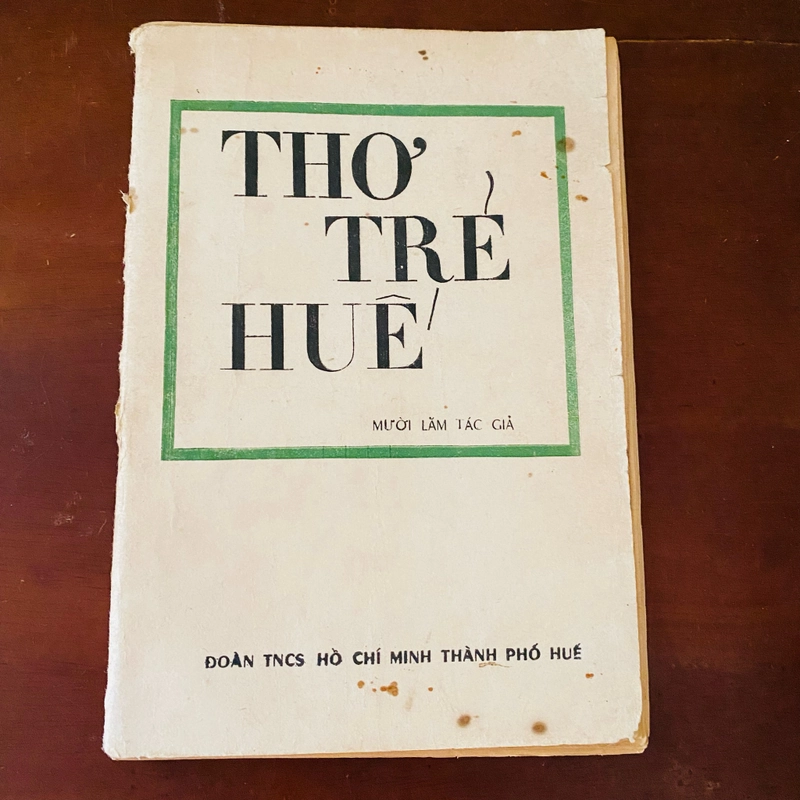 THƠ
TRẺ
HUẾ
MƯỜI LĂM TÁC GIẢ
ĐOÀN TNCS HỒ CHÍ MINH THÀNH PHỐ HUẾ